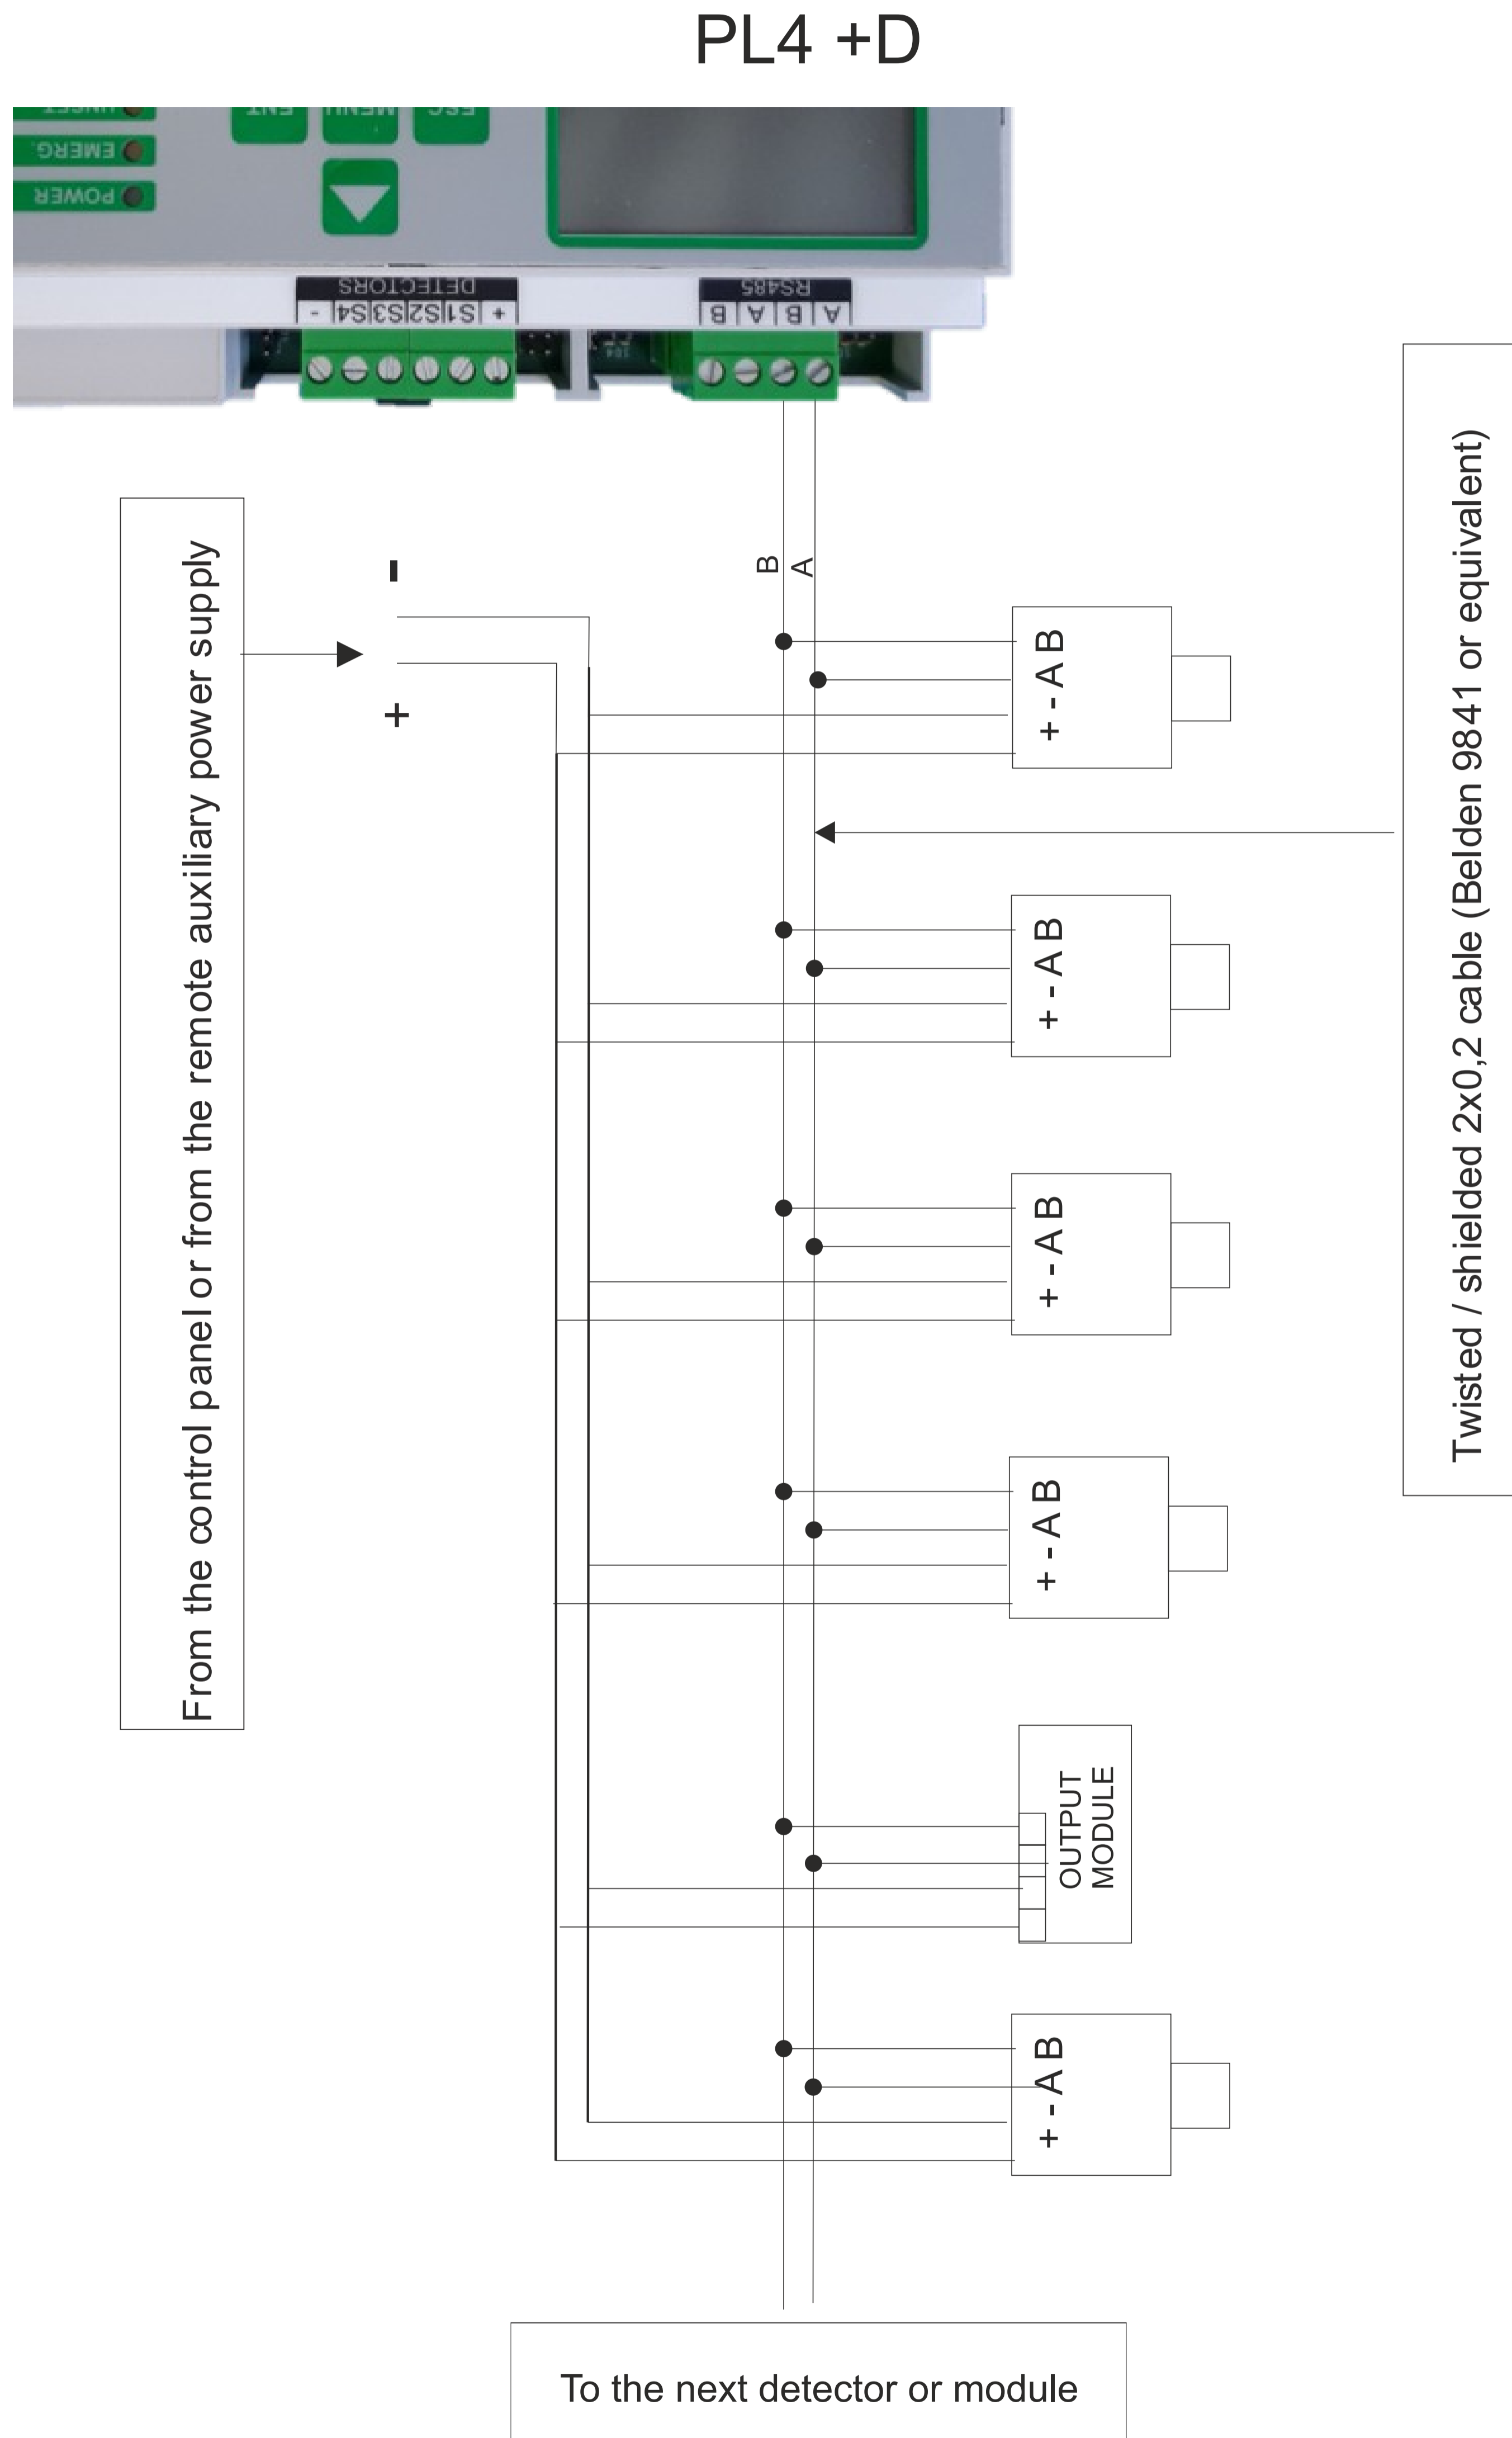 PL4 +D
UNSET
EMERG.
POWER
ENT
MENU
ESC
DETECTORS
- S4 S3 S2 S1 +
RS485
B A B A
From the control panel or from the remote auxiliary power supply
-
+
B
A
+ - A B
Twisted / shielded 2x0,2 cable (Belden 9841 or equivalent)
+ - A B
+ - A B
+ - A B
OUTPUT
MODULE
+ - A B
To the next detector or module